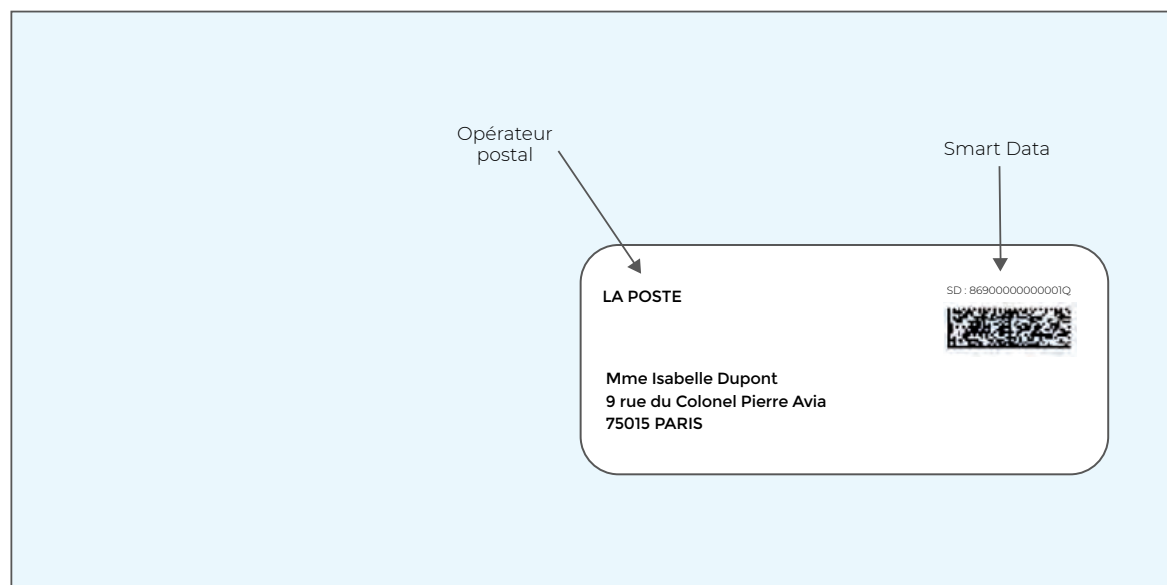 Opérateur
postal
Smart Data
LA POSTE
SD : 86900000000001Q
Mme Isabelle Dupont
9 rue du Colonel Pierre Avia
75015 PARIS